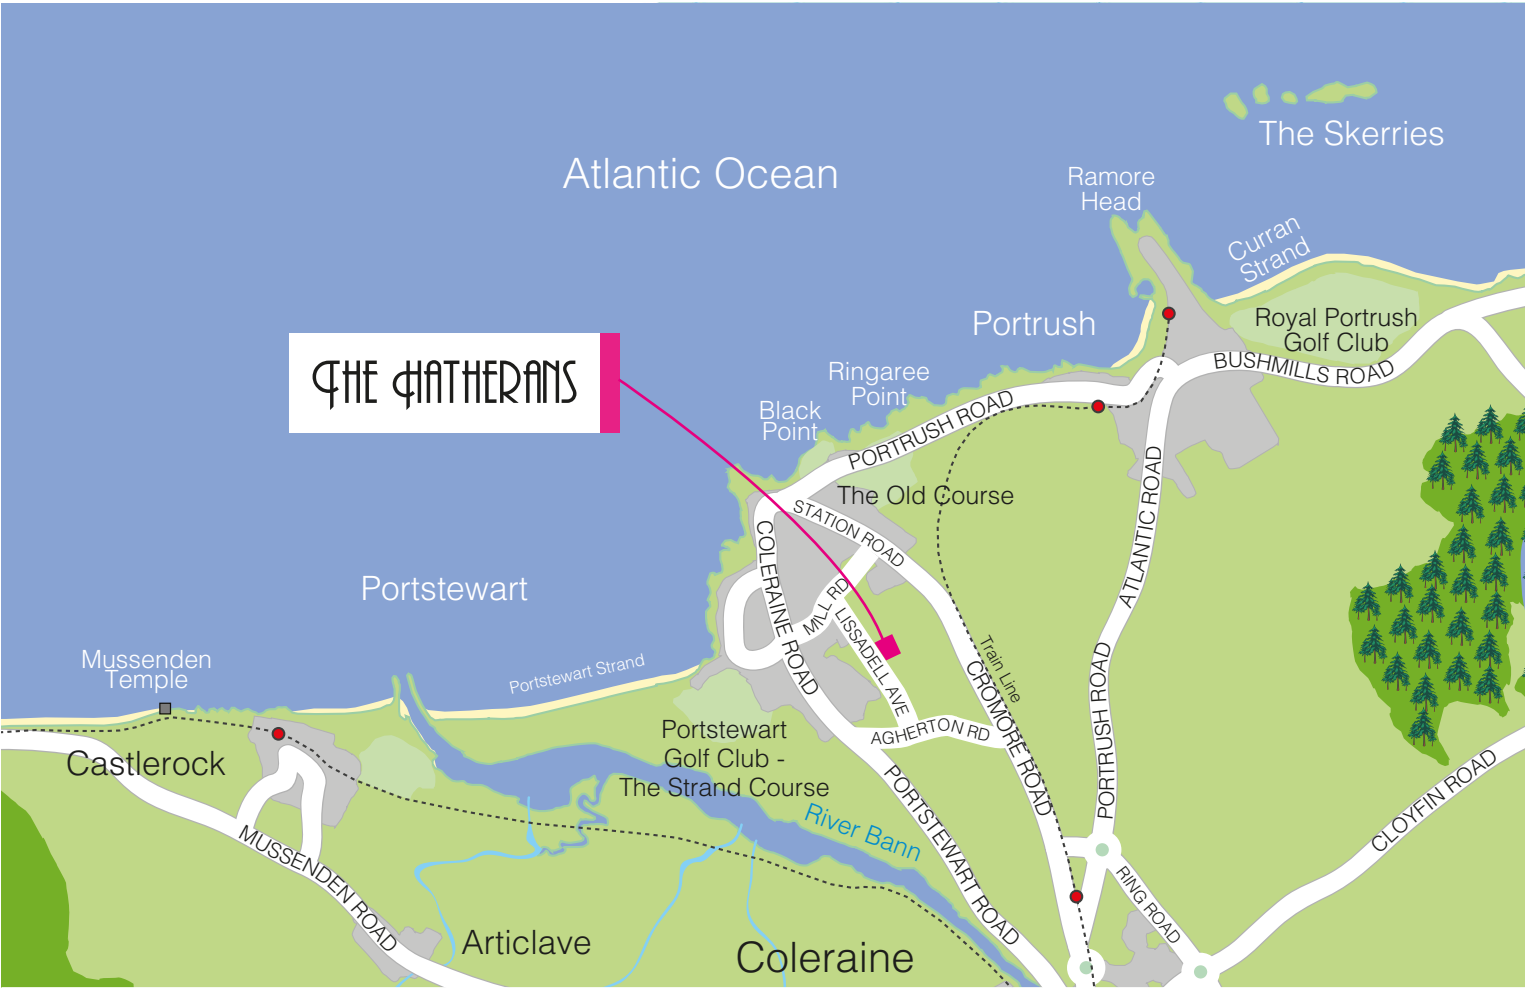 The Skerries
Atlantic Ocean
Ramore
Head
Curran
Strand
Portrush
Royal Portrush
Golf Club
BUSHMILLS ROAD
THE HATHERANS
Ringaree
Point
Black
Point
PORTRUSH ROAD
The Old Course
STATION ROAD
COLERAINE ROAD
ATLANTIC ROAD
Portstewart
MILL RD
LISSADELL AVE
Mussenden
Temple
Portstewart Strand
Train Line
CROMORE ROAD
PORTRUSH ROAD
Portstewart
Golf Club -
The Strand Course
AGHERTON RD
Castlerock
River Bann
PORTSTEWART ROAD
CLOYFIN ROAD
MUSSENDEN ROAD
RING ROAD
Articlave
Coleraine